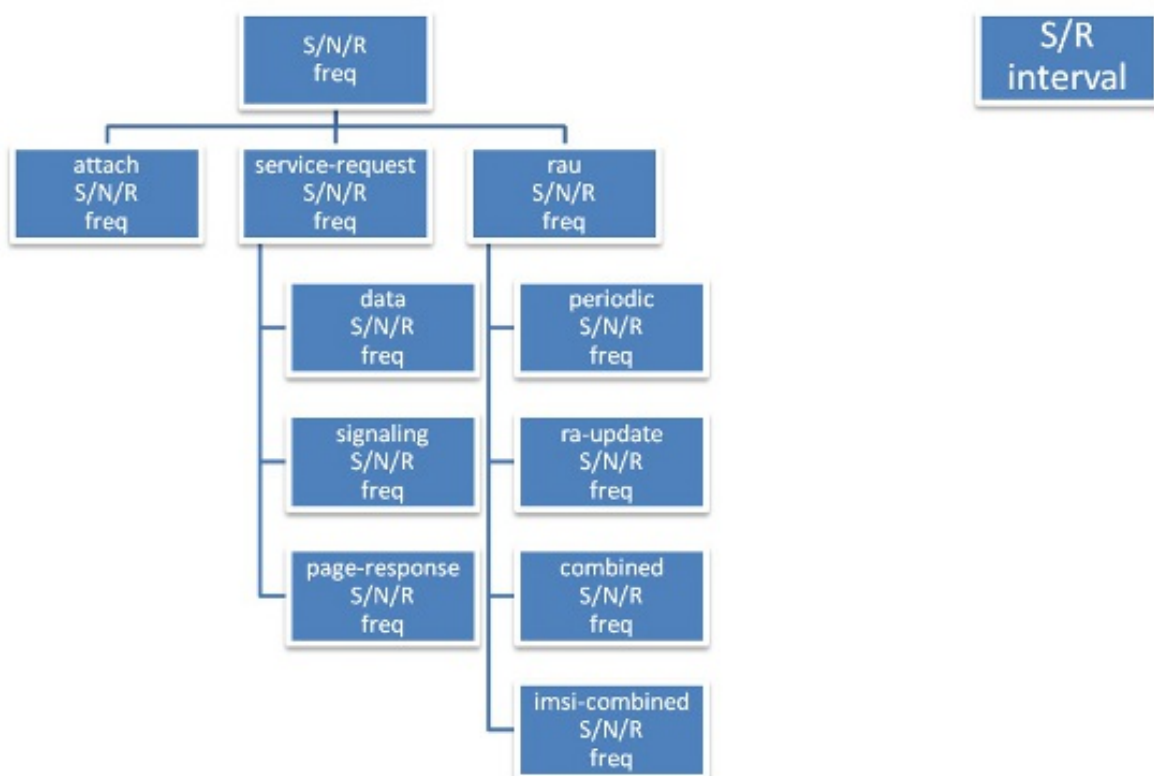 S/N/R
freq
S/R
interval
attach
S/N/R
freq
service-request
S/N/R
freq
rau
S/N/R
freq
data
S/N/R
freq
periodic
S/N/R
freq
signaling
S/N/R
freq
ra-update
S/N/R
freq
page-response
S/N/R
freq
combined
S/N/R
freq
imsi-combined
S/N/R
freq